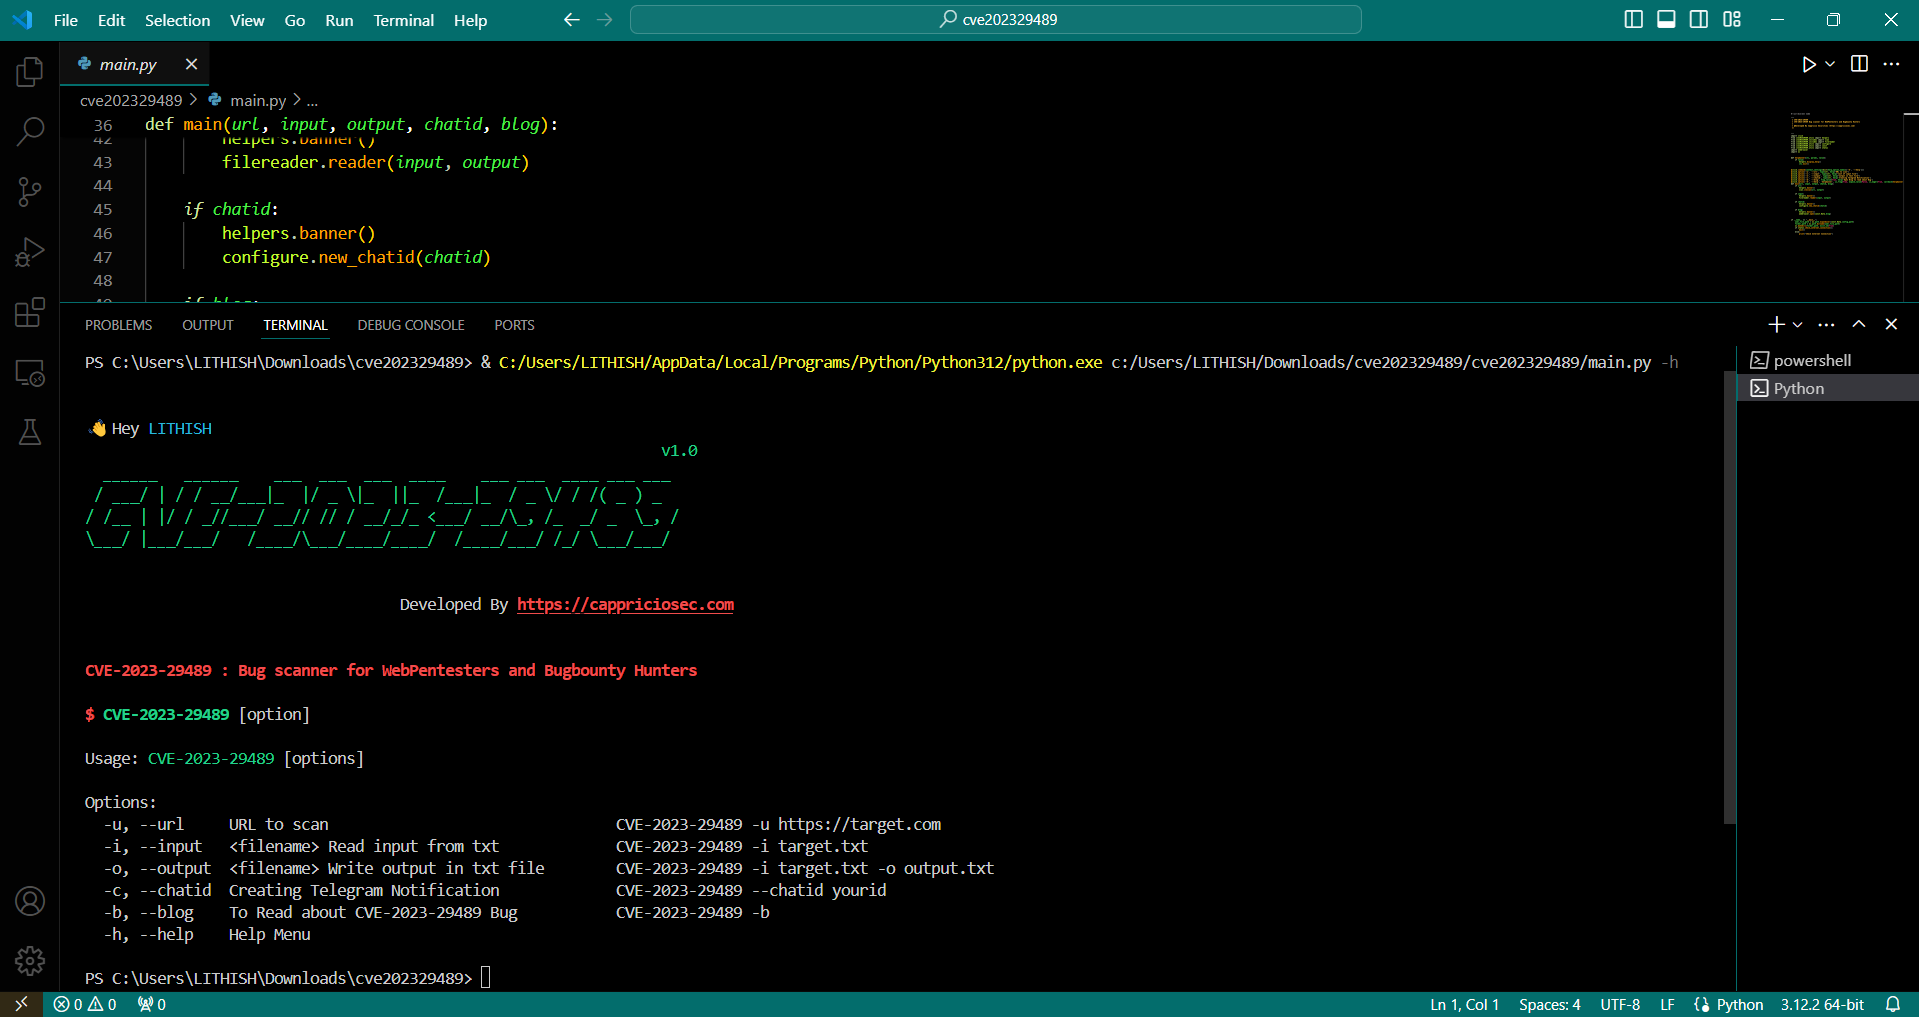 File Edit Selection View Go Run Terminal Help
cve202329489
main.py
cve202329489 > main.py > ...
36 def main(url, input, output, chatid, blog):
42 helpers.banner()
43 filereader.reader(input, output)
44
45 if chatid:
46 helpers.banner()
47 configure.new_chatid(chatid)
48
49 if blog:
PROBLEMS OUTPUT TERMINAL DEBUG CONSOLE PORTS
PS C:\Users\LITHISH\Downloads\cve202329489> & C:/Users/LITHISH/AppData/Local/Programs/Python/Python312/python.exe c:/Users/LITHISH/Downloads/cve202329489/cve202329489/main.py -h
powershell
Python
👋 Hey LITHISH
v1.0
CVE-2023-29489
Developed By https://cappriciosec.com
CVE-2023-29489 : Bug scanner for WebPentesters and Bugbounty Hunters
$ CVE-2023-29489 [option]
Usage: CVE-2023-29489 [options]
Options:
-u, --url URL to scan CVE-2023-29489 -u https://target.com
-i, --input <filename> Read input from txt CVE-2023-29489 -i target.txt
-o, --output <filename> Write output in txt file CVE-2023-29489 -i target.txt -o output.txt
-c, --chatid Creating Telegram Notification CVE-2023-29489 --chatid yourid
-b, --blog To Read about CVE-2023-29489 Bug CVE-2023-29489 -b
-h, --help Help Menu
PS C:\Users\LITHISH\Downloads\cve202329489>
0 0 0 Ln 1, Col 1 Spaces: 4 UTF-8 LF Python 3.12.2 64-bit